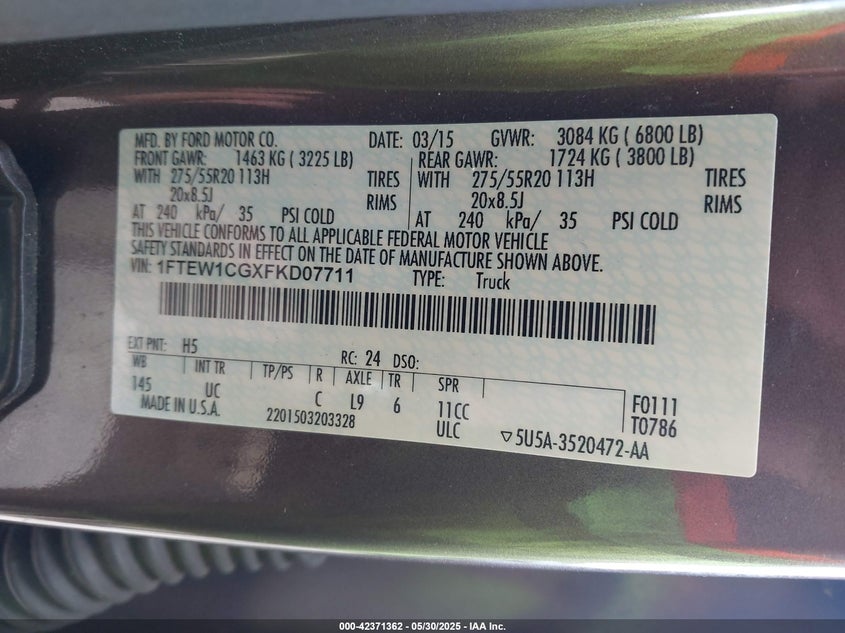 MFD. BY FORD MOTOR CO. DATE: 03/15 GVWR: 3084 KG ( 6800 LB)
FRONT GAWR: 1463 KG ( 3225 LB) REAR GAWR: 1724 KG ( 3800 LB)
WITH 275/55R20 113H TIRES WITH 275/55R20 113H TIRES
20x8.5J RIMS 20x8.5J RIMS
AT 240 kPa/ 35 PSI COLD AT 240 kPa/ 35 PSI COLD
THIS VEHICLE CONFORMS TO ALL APPLICABLE FEDERAL MOTOR VEHICLE
SAFETY STANDARDS IN EFFECT ON THE DATE OF MANUFACTURE SHOWN ABOVE.
VIN: 1FTEW1CGXFKD07711 TYPE: Truck
EXT PNT: H5 RC: 24 DSO:
WB INT TR TP/PS R AXLE TR SPR
145 UC C L9 6 11CC F0111
MADE IN U.S.A. 2201503203328 ULC T0786
▽5U5A-3520472-AA
000-42371362 - 05/30/2025 - IAA Inc.